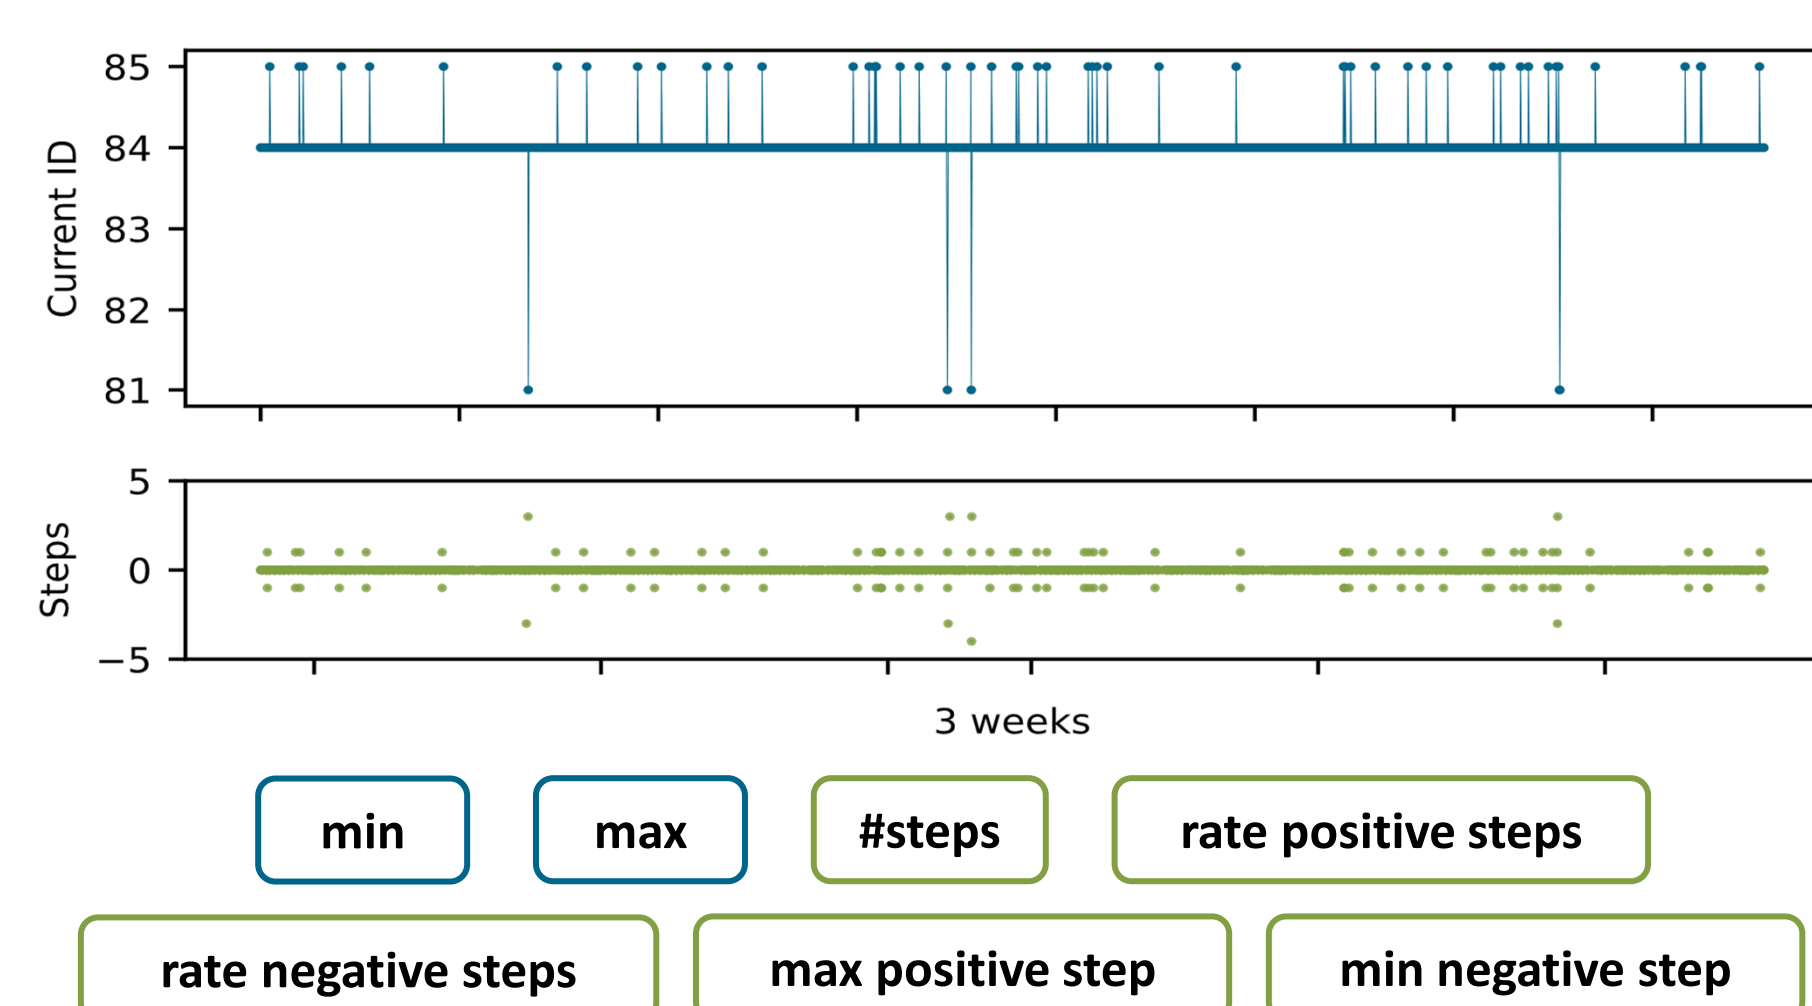 85
84
83
82
81
Current ID
5
0
−5
Steps
3 weeks
min max #steps rate positive steps
rate negative steps max positive step min negative step